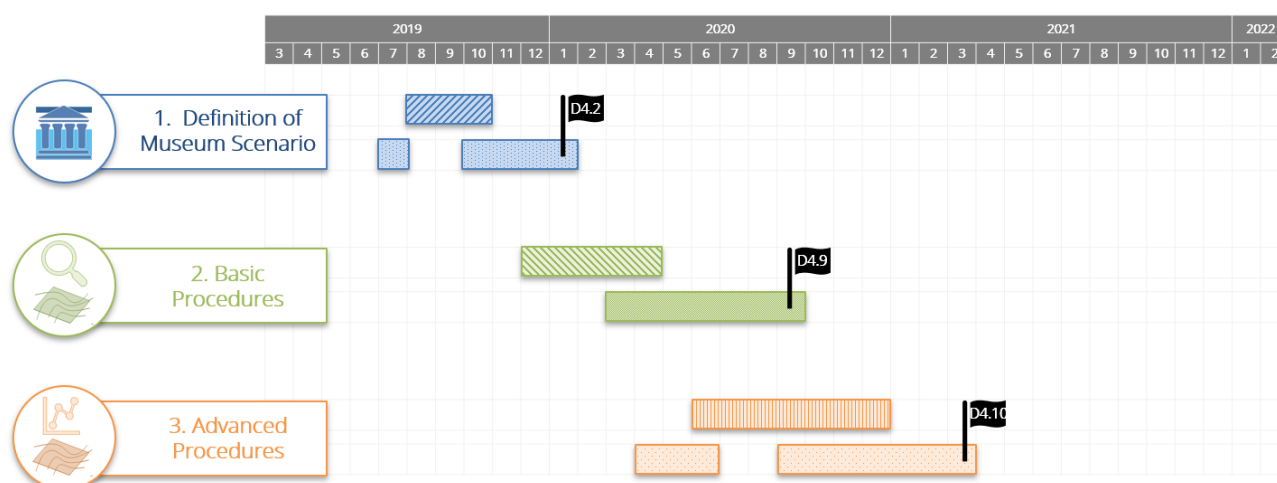 2019 2020 2021 2022
3 4 5 6 7 8 9 10 11 12 1 2 3 4 5 6 7 8 9 10 11 12 1 2 3 4 5 6 7 8 9 10 11 12 1 2
1. Definition of
Museum Scenario
D4.2
2. Basic
Procedures
D4.9
3. Advanced
Procedures
D4.10